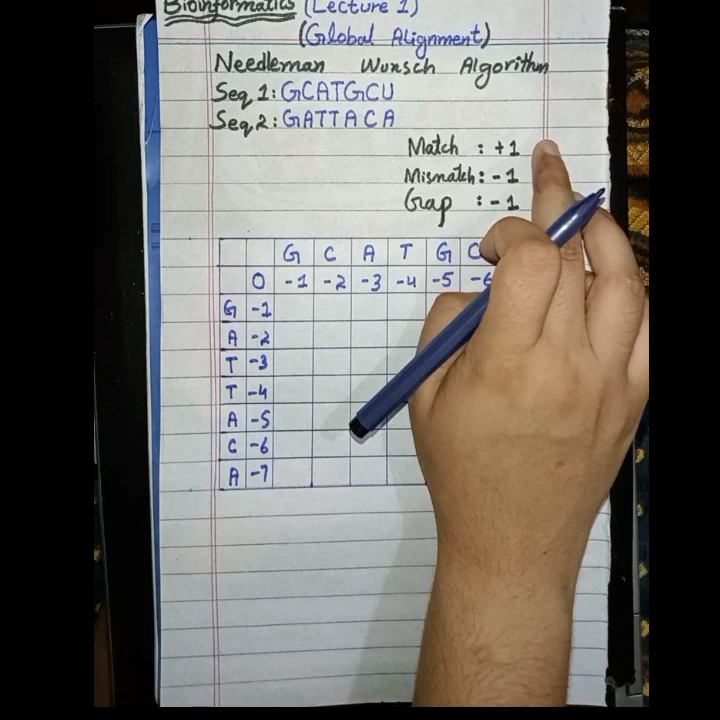 Bioinformatics (Lecture 1)
(Global Alignment)
Needleman Wunsch Algorithm
Seq 1: GCATGCU
Seq 2: GATTACA
Match : +1
Mismatch: -1
Gap : -1
G C A T G C
0 -1 -2 -3 -4 -5 -6
G -1
A -2
T -3
T -4
A -5
C -6
A -7